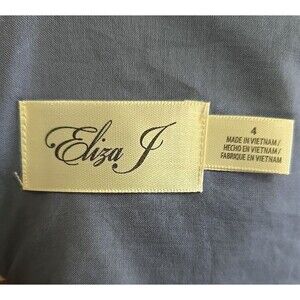 Eliza J
4
MADE IN VIETNAM/
HECHO EN VIETNAM/
FABRIQUE EN VIETNAM